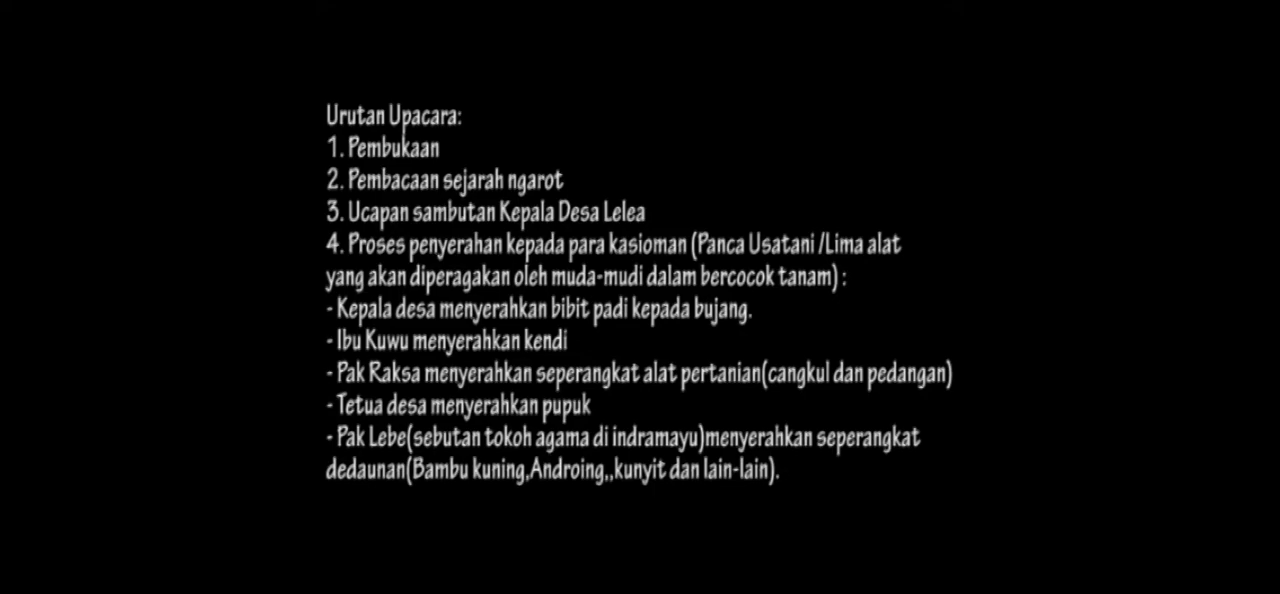 Urutan Upacara:
1. Pembukaan
2. Pembacaan sejarah ngarot
3. Ucapan sambutan Kepala Desa Lelea
4. Proses penyerahan kepada para kasioman (Panca Usatani /Lima alat
yang akan diperagakan oleh muda-mudi dalam bercocok tanam) :
- Kepala desa menyerahkan bibit padi kepada bujang.
- Ibu Kuwu menyerahkan kendi
- Pak Raksa menyerahkan seperangkat alat pertanian(cangkul dan pedangan)
- Tetua desa menyerahkan pupuk
- Pak Lebe(sebutan tokoh agama di indramayu)menyerahkan seperangkat
dedaunan(Bambu kuning,Androing,,kunyit dan lain-lain).